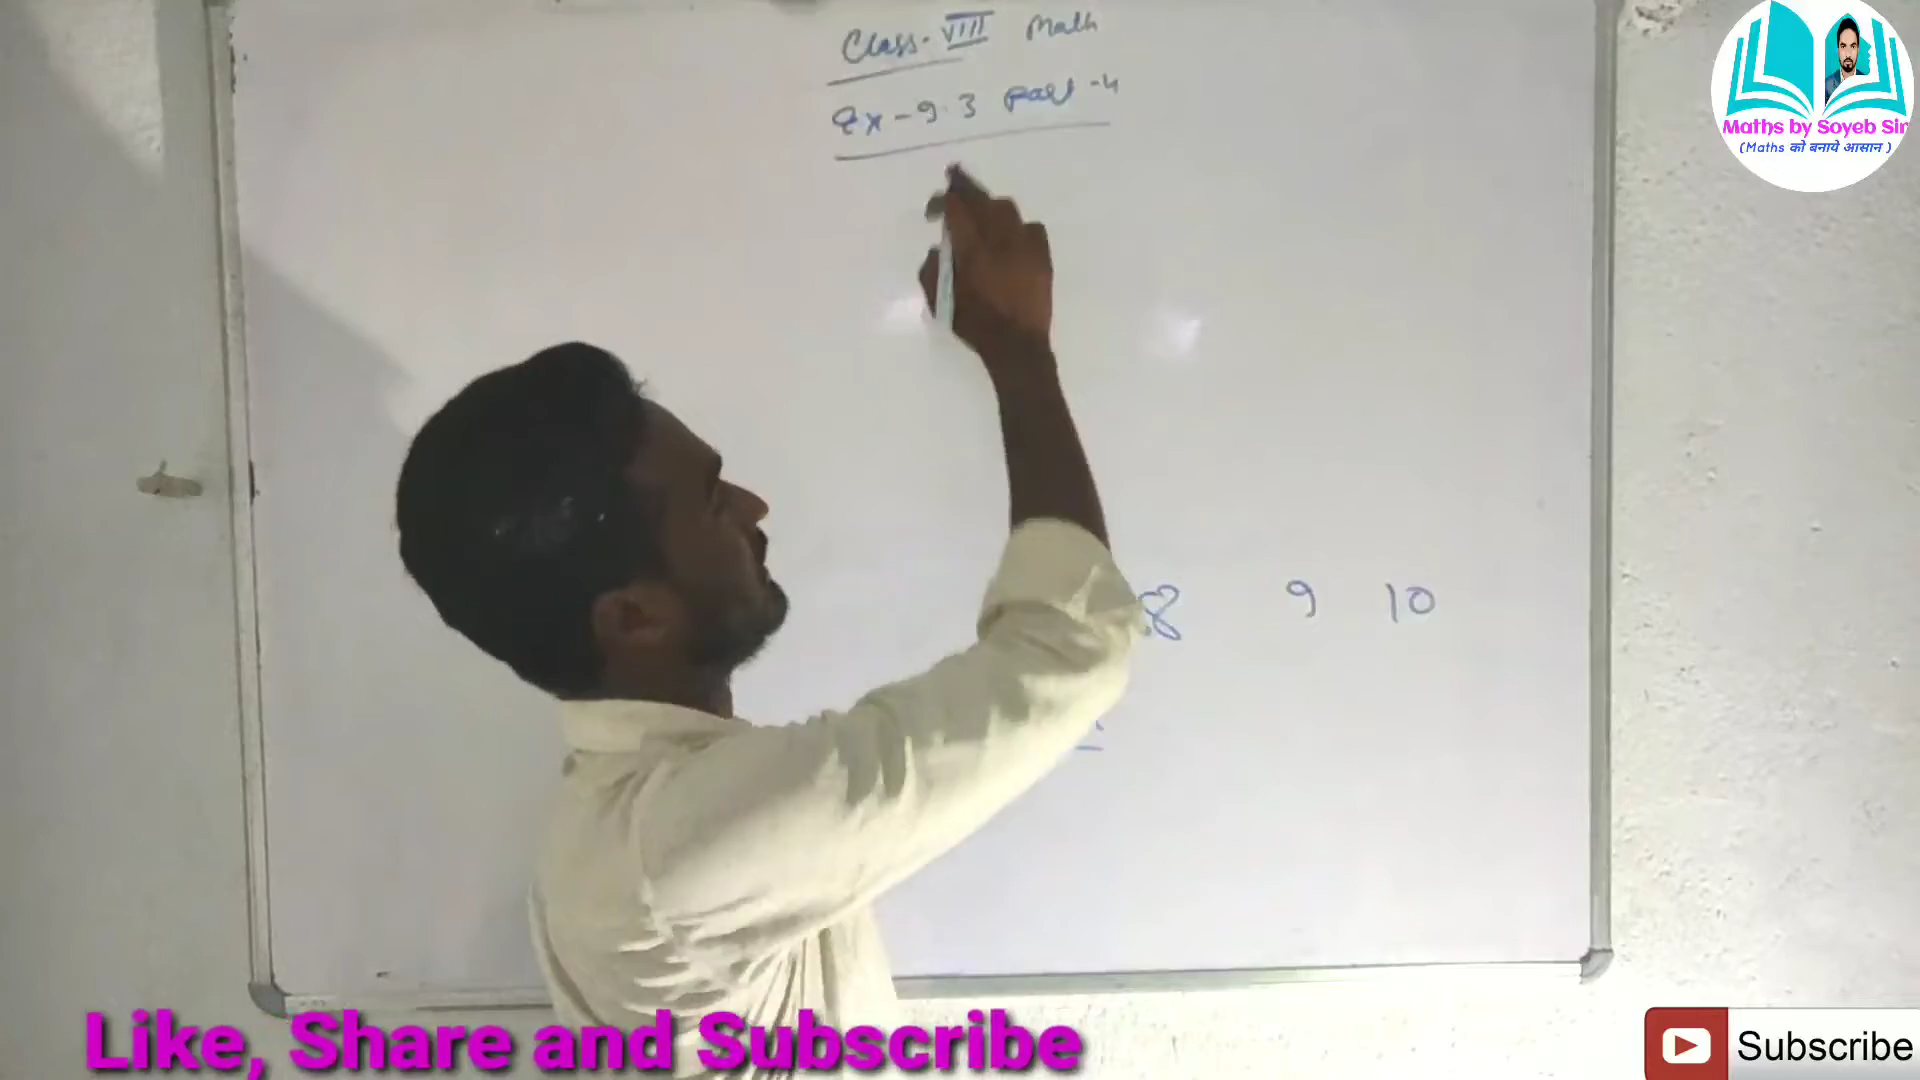 Class-VIII Math
Ex-9.3 part-4
8 9 10
Maths by Soyeb Sir
(Maths को बनाये आसान )
Like, Share and Subscribe
Subscribe